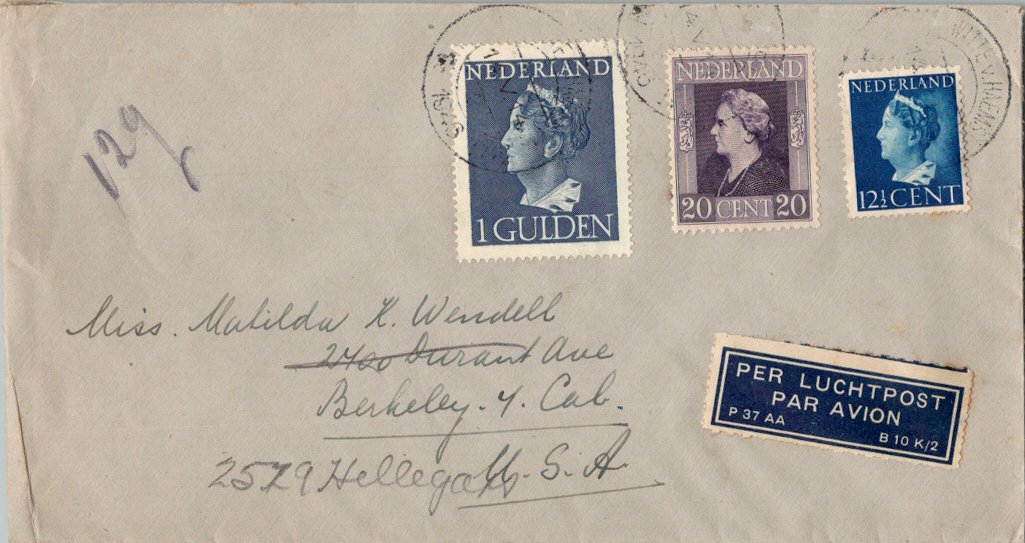 12g
NEDERLAND
1 GULDEN
NEDERLAND
20 CENT 20
NEDERLAND
12½ CENT
Miss. Matilda K. Wendell
2400 Durant Ave
Berkeley. 4. Cal.
U. S. A.
PER LUCHTPOST
PAR AVION
P 37 AA
B 10 K/2